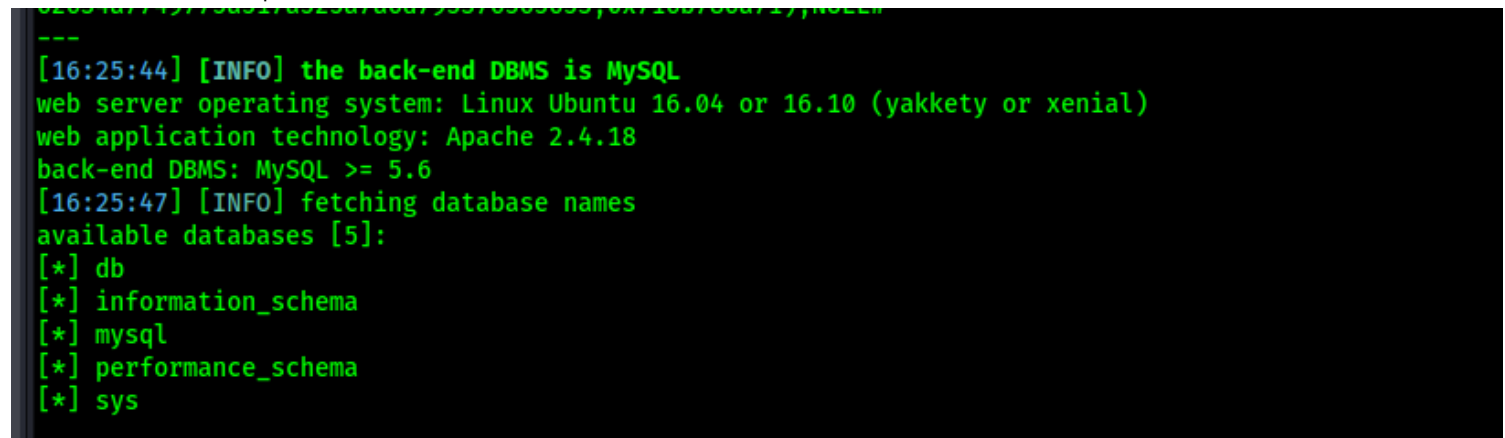 ---
[16:25:44] [INFO] the back-end DBMS is MySQL
web server operating system: Linux Ubuntu 16.04 or 16.10 (yakkety or xenial)
web application technology: Apache 2.4.18
back-end DBMS: MySQL >= 5.6
[16:25:47] [INFO] fetching database names
available databases [5]:
[*] db
[*] information_schema
[*] mysql
[*] performance_schema
[*] sys